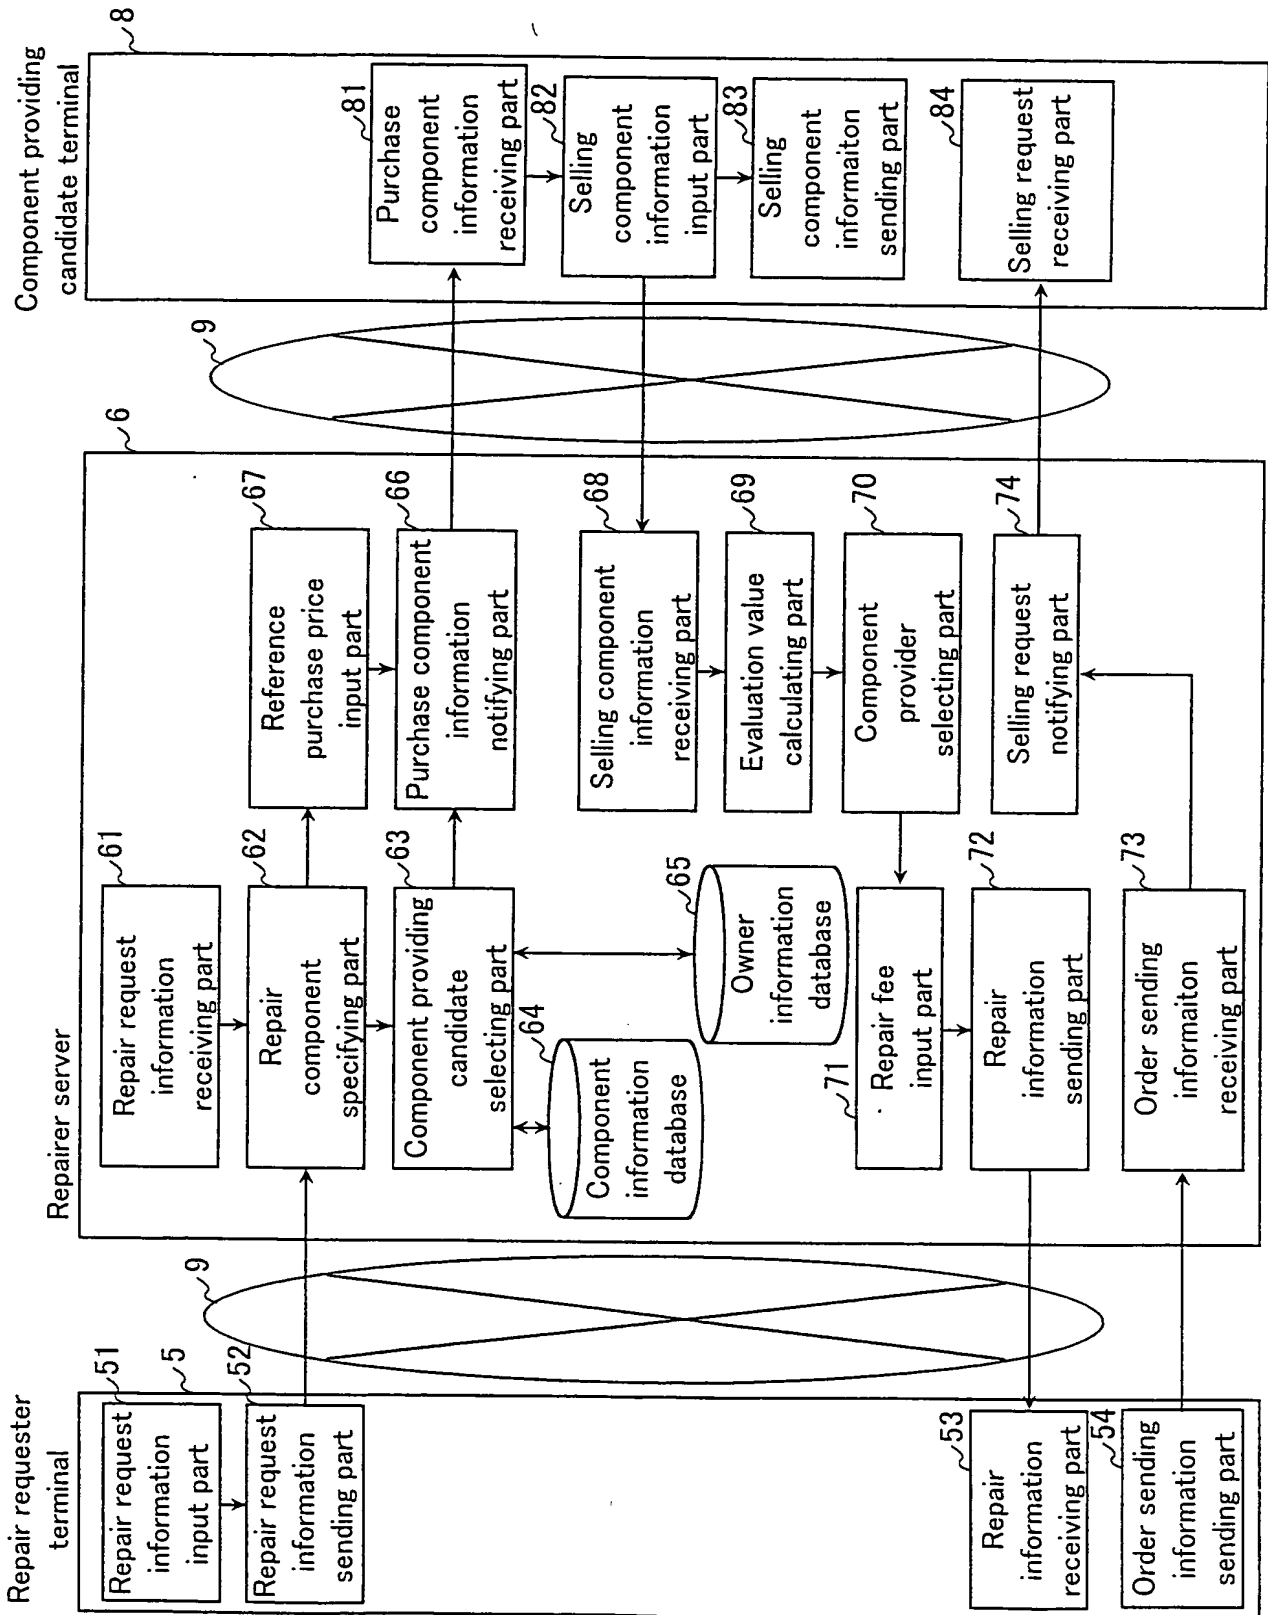 Repair requester
terminal
5
Repair request
information
input part
51
Repair request
information
sending part
52
Repair
information
receiving part
53
Order sending
information
sending part
54
9
Repairer server
6
Repair request
information
receiving part
61
Repair
component
specifying part
62
Component providing
candidate
selecting part
63
Component
information
database
64
Owner
information
database
65
Reference
purchase price
input part
67
Purchase component
information
notifying part
66
Selling component
information
receiving part
68
Evaluation value
calculating part
69
Component
provider
selecting part
70
Repair fee
input part
71
Repair
information
sending part
72
Order sending
informaiton
receiving part
73
Selling request
notifying part
74
9
Component providing
candidate terminal
8
Purchase
component
information
receiving part
81
Selling
component
information
input part
82
Selling
component
informaiton
sending part
83
Selling request
receiving part
84